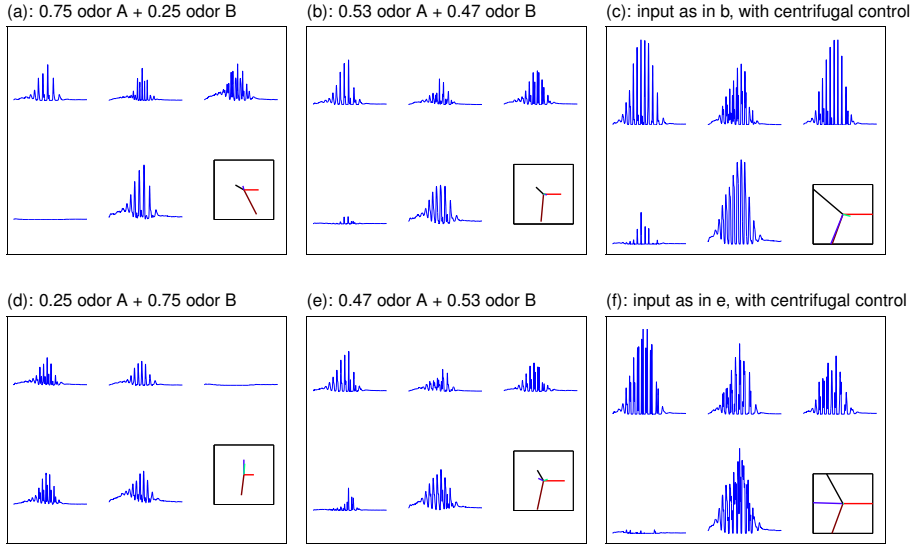 (a): 0.75 odor A + 0.25 odor B
(b): 0.53 odor A + 0.47 odor B
(c): input as in b, with centrifugal control
(d): 0.25 odor A + 0.75 odor B
(e): 0.47 odor A + 0.53 odor B
(f): input as in e, with centrifugal control